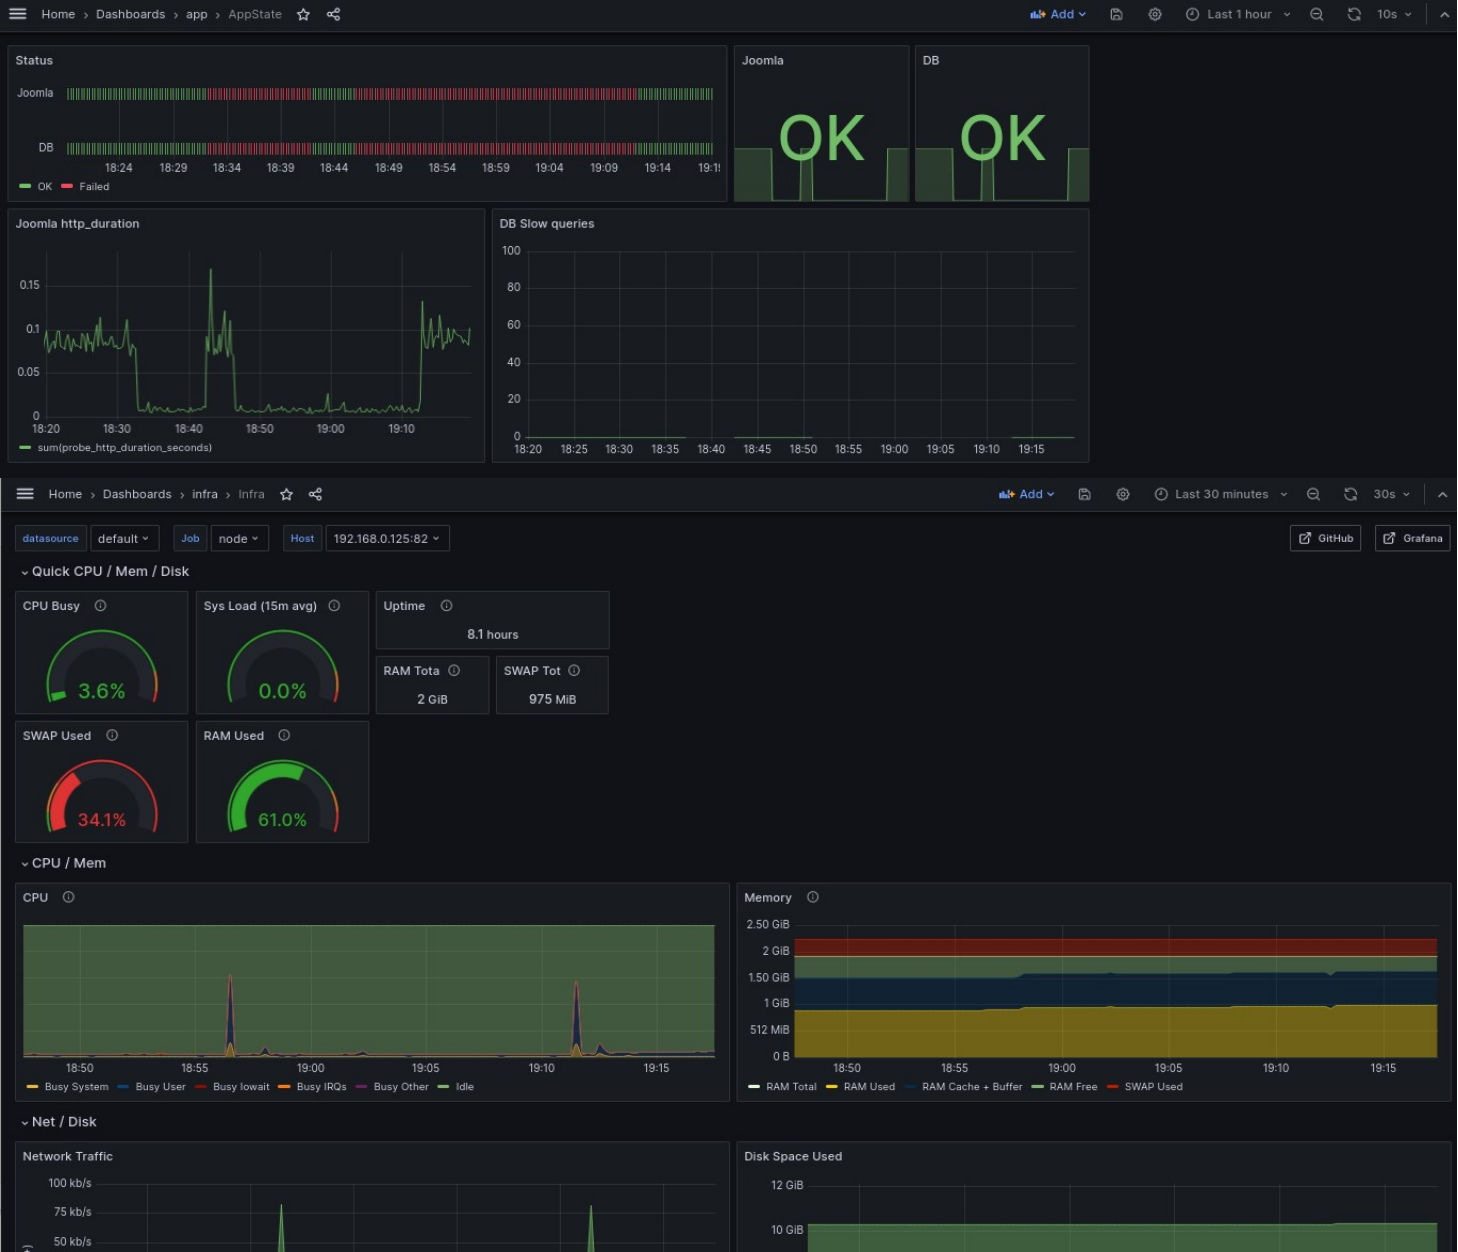 Home › Dashboards › app › AppState
Add
Last 1 hour
10s
Status
Joomla
DB
18:24 18:29 18:34 18:39 18:44 18:49 18:54 18:59 19:04 19:09 19:14
OK Failed
Joomla
OK
DB
OK
Joomla http_duration
0.15
0.1
0.05
0
18:20 18:30 18:40 18:50 19:00 19:10
sum(probe_http_duration_seconds)
DB Slow queries
100
80
60
40
20
0
18:20 18:25 18:30 18:35 18:40 18:45 18:50 18:55 19:00 19:05 19:10 19:15
Home › Dashboards › infra › Infra
Add
Last 30 minutes
30s
datasource default Job node Host 192.168.0.125:82
GitHub Grafana
Quick CPU / Mem / Disk
CPU Busy
3.6%
Sys Load (15m avg)
0.0%
Uptime
8.1 hours
RAM Tota
2 GiB
SWAP Tot
975 MiB
SWAP Used
34.1%
RAM Used
61.0%
CPU / Mem
CPU
18:50 18:55 19:00 19:05 19:10 19:15
Busy System Busy User Busy Iowait Busy IRQs Busy Other Idle
Memory
2.50 GiB
2 GiB
1.50 GiB
1 GiB
512 MiB
0 B
18:50 18:55 19:00 19:05 19:10 19:15
RAM Total RAM Used RAM Cache + Buffer RAM Free SWAP Used
Net / Disk
Network Traffic
100 kb/s
75 kb/s
50 kb/s
Disk Space Used
12 GiB
10 GiB